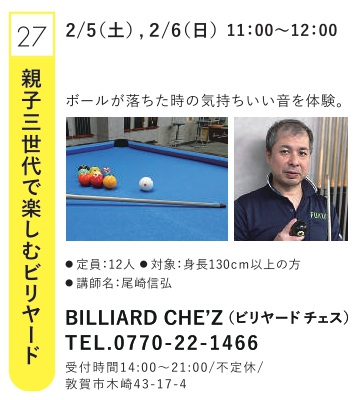 27
親子三世代で楽しむビリヤード
2/5（土）, 2/6（日） 11:00〜12:00
ボールが落ちた時の気持ちいい音を体験。
●定員：12人 ●対象：身長130cm以上の方
●講師名：尾崎信弘
BILLIARD CHE’Z（ビリヤード チェス）
TEL.0770-22-1466
受付時間14:00〜21:00/不定休/
敦賀市木崎43-17-4